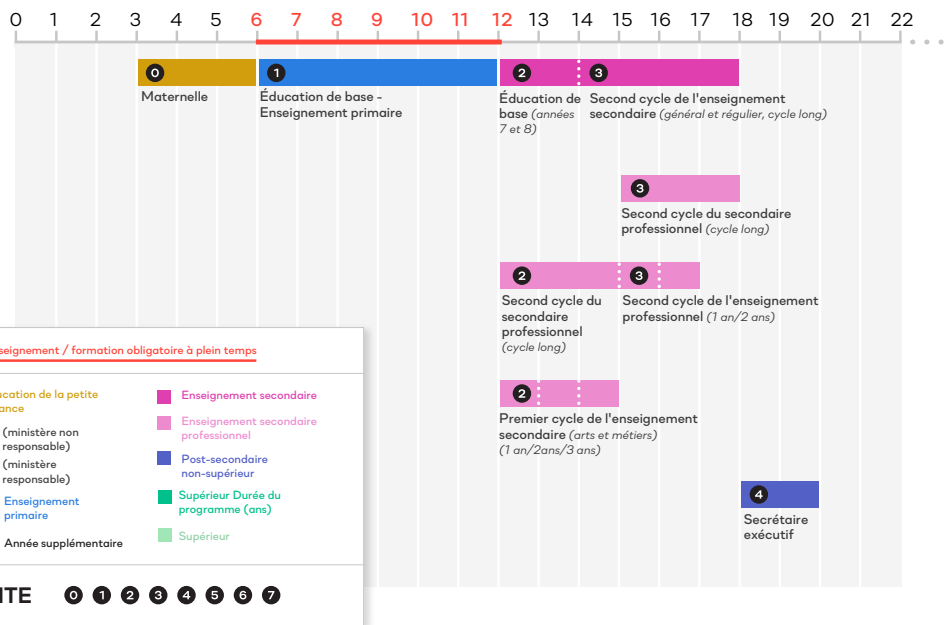 0 1 2 3 4 5 6 7 8 9 10 11 12 13 14 15 16 17 18 19 20 21 22
0
Maternelle
1
Éducation de base -
Enseignement primaire
2
Éducation de
base (années
7 et 8)
3
Second cycle de l'enseignement
secondaire (général et régulier, cycle long)
3
Second cycle du secondaire
professionnel (cycle long)
2
Second cycle du
secondaire
professionnel
(cycle long)
3
Second cycle de l'enseignement
professionnel (1 an/2 ans)
2
Premier cycle de l'enseignement
secondaire (arts et métiers)
(1 an/2ans/3 ans)
4
Secrétaire
exécutif
seignement / formation obligatoire à plein temps
ucation de la petite
ance
(ministère non
responsable)
(ministère
responsable)
Enseignement
primaire
Année supplémentaire
Enseignement secondaire
Enseignement secondaire
professionnel
Post-secondaire
non-supérieur
Supérieur Durée du
programme (ans)
Supérieur
ITE 0 1 2 3 4 5 6 7